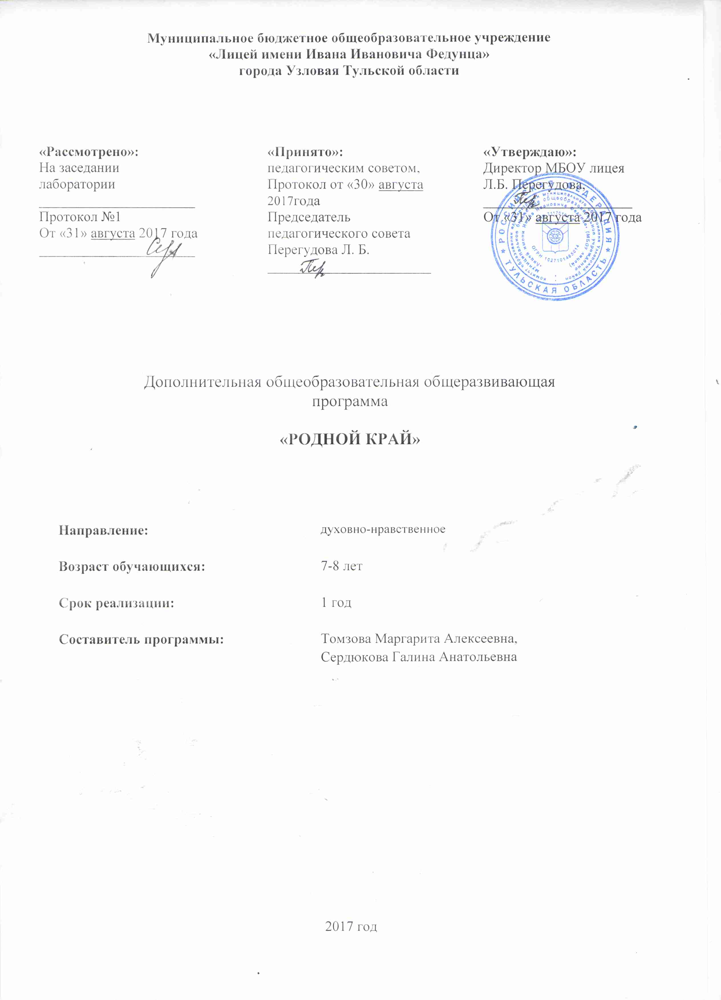 Муниципальное бюджетное общеобразовательное учреждение
«Лицей имени Ивана Ивановича Федунца»
города Узловая Тульской области
«Рассмотрено»:
На заседании
лаборатории
Протокол №1
От «31» августа 2017 года
«Принято»:
педагогическим советом,
Протокол от «30» августа
2017года
Председатель
педагогического совета
Перегудова Л. Б.
«Утверждаю»:
Директор МБОУ лицея
Л.Б. Перегудова,
От «31» августа 2017 года
РОССИЙСКАЯ ФЕДЕРАЦИЯ
ТУЛЬСКАЯ ОБЛАСТЬ
ОГРН 1027101485014
Дополнительная общеобразовательная общеразвивающая
программа
«РОДНОЙ КРАЙ»
Направление: духовно-нравственное
Возраст обучающихся: 7-8 лет
Срок реализации: 1 год
Составитель программы: Томзова Маргарита Алексеевна,
Сердюкова Галина Анатольевна
2017 год